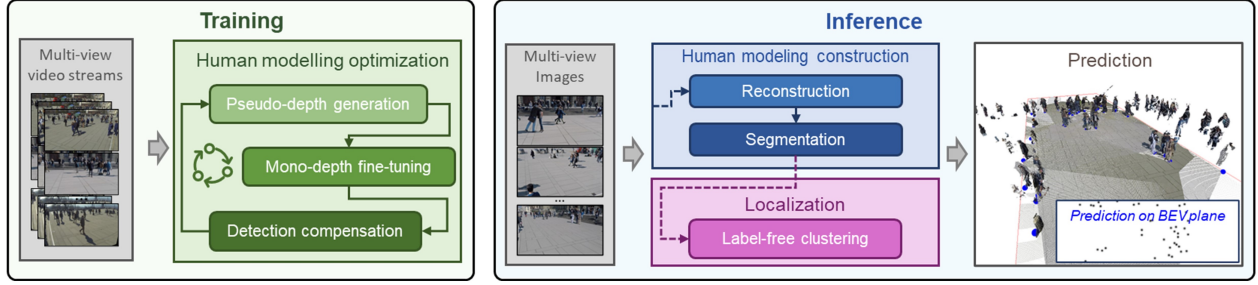 Training
Multi-view
video streams
Human modelling optimization
Pseudo-depth generation
Mono-depth fine-tuning
Detection compensation
Inference
Multi-view
Images
...
Human modeling construction
Reconstruction
Segmentation
Localization
Label-free clustering
Prediction
Prediction on BEV plane